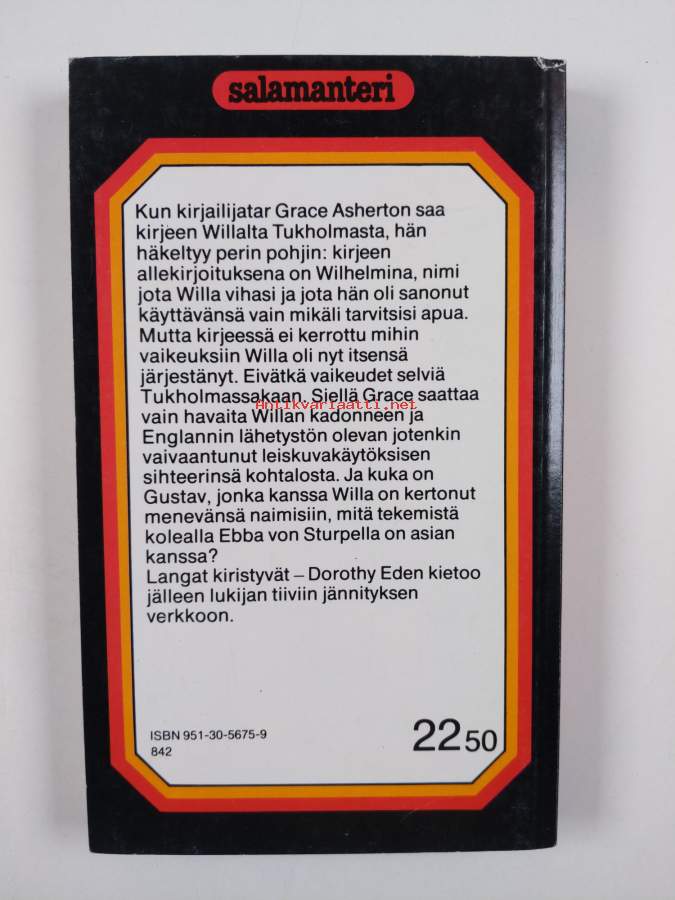 salamanteri
Kun kirjailijatar Grace Asherton saa
kirjeen Willalta Tukholmasta, hän
häkeltyy perin pohjin: kirjeen
allekirjoituksena on Wilhelmina, nimi
jota Willa vihasi ja jota hän oli sanonut
käyttävänsä vain mikäli tarvitsisi apua.
Mutta kirjeessä ei kerrottu mihin
vaikeuksiin Willa oli nyt itsensä
järjestänyt. Eivätkä vaikeudet selviä
Tukholmassakaan. Siellä Grace saattaa
Antikvariaatti.net
vain havaita Willan kadonneen ja
Englannin lähetystön olevan jotenkin
vaivaantunut leiskuvakäytöksisen
sihteerinsä kohtalosta. Ja kuka on
Gustav, jonka kanssa Willa on kertonut
menevänsä naimisiin, mitä tekemistä
kolealla Ebba von Sturpella on asian
kanssa?
Langat kiristyvät – Dorothy Eden kietoo
jälleen lukijan tiiviin jännityksen
verkkoon.
ISBN 951-30-5675-9
842
22 50